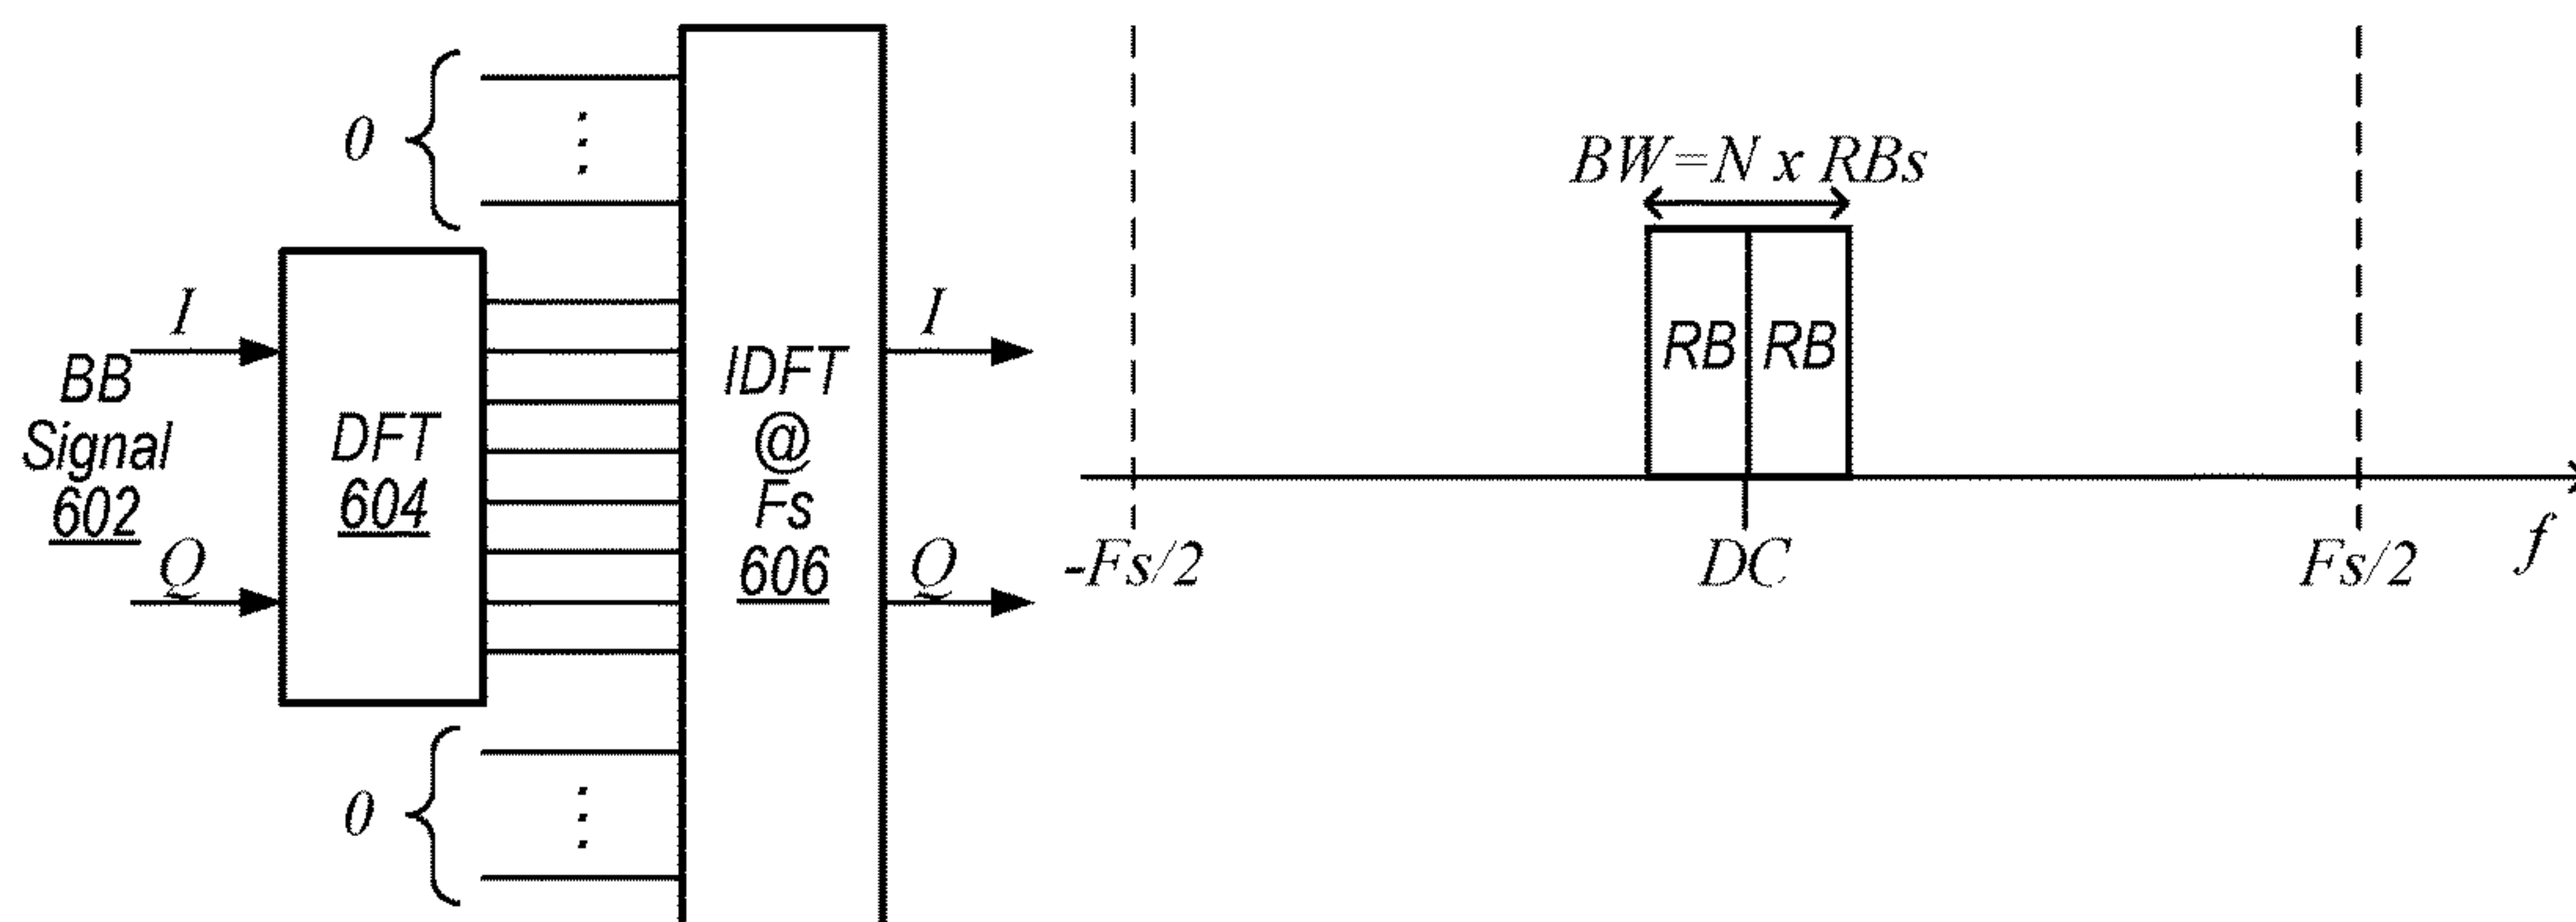 0
BB
Signal
602
I
Q
DFT
604
0
IDFT
@
Fs
606
I
Q
BW=N x RBs
RB RB
-Fs/2
DC
Fs/2
f